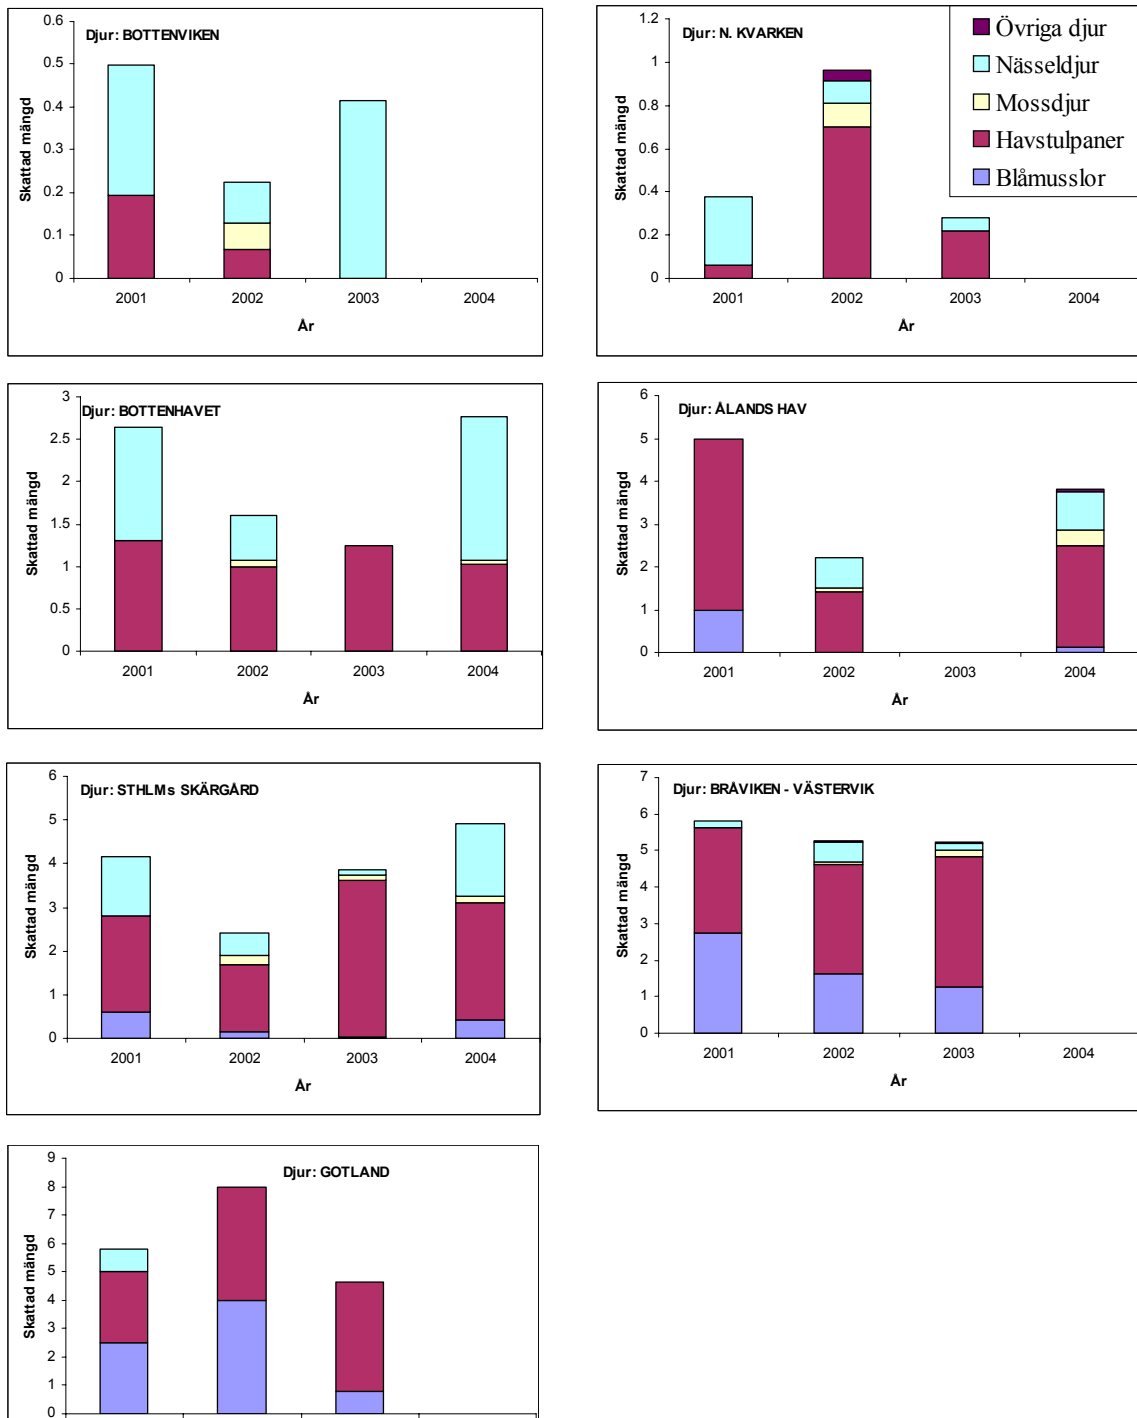 Djur: BOTTENVIKEN
0.6
0.5
0.4
0.3
0.2
0.1
0
Skattad mängd
2001 2002 2003 2004
År
Djur: N. KVARKEN
1.2
1
0.8
0.6
0.4
0.2
0
Skattad mängd
2001 2002 2003 2004
År
Övriga djur
Nässeldjur
Mossdjur
Havstulpaner
Blåmusslor
Djur: BOTTENHAVET
3
2.5
2
1.5
1
0.5
0
Skattad mängd
2001 2002 2003 2004
År
Djur: ÅLANDS HAV
6
5
4
3
2
1
0
Skattad mängd
2001 2002 2003 2004
År
Djur: STHLMs SKÄRGÅRD
6
5
4
3
2
1
0
Skattad mängd
2001 2002 2003 2004
År
Djur: BRÅVIKEN - VÄSTERVIK
7
6
5
4
3
2
1
0
Skattad mängd
2001 2002 2003 2004
År
Djur: GOTLAND
9
8
7
6
5
4
3
2
1
0
Skattad mängd